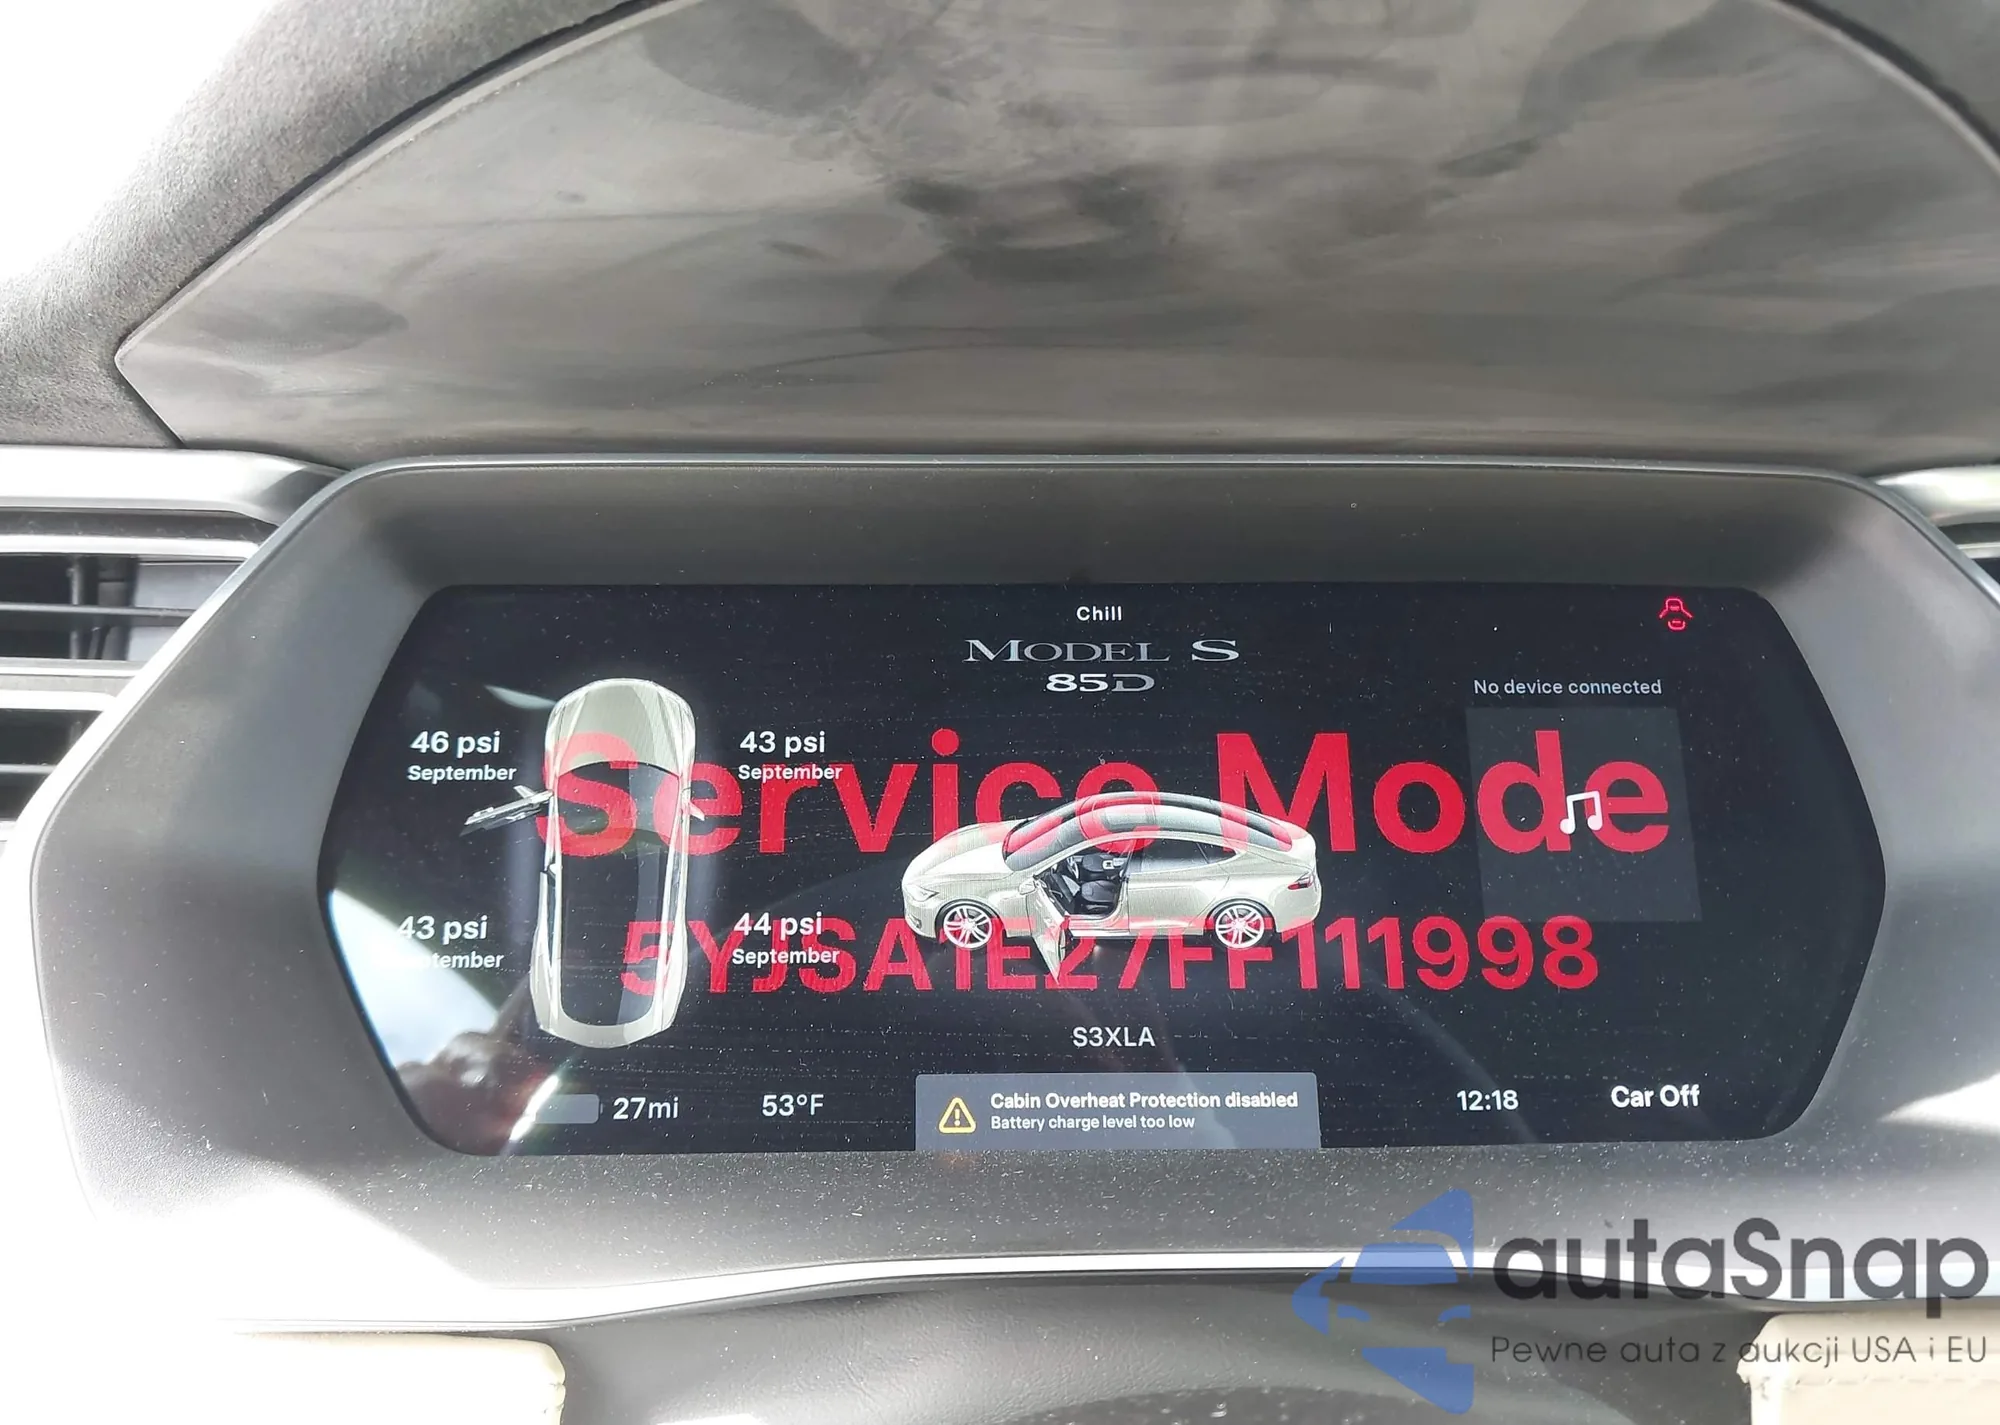 Chill
MODEL S
85D
No device connected
46 psi
September
43 psi
September
Service Mode
43 psi
September
44 psi
September
5YJSA1E27FF111998
S3XLA
27mi
53°F
Cabin Overheat Protection disabled
Battery charge level too low
12:18
Car Off
autaSnap
Pewne auta z aukcji USA i EU